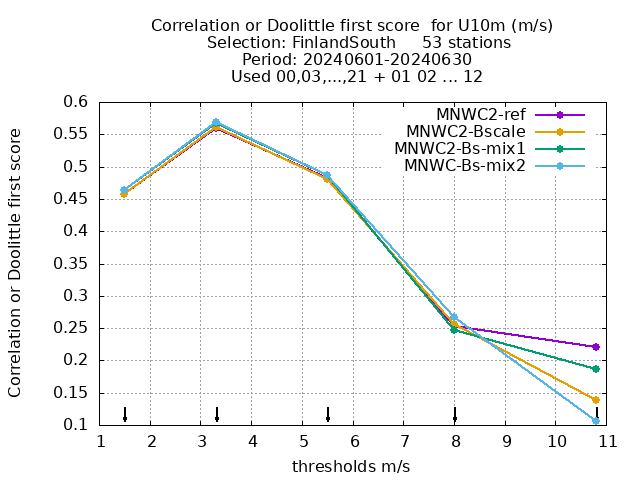 Correlation or Doolittle first score  for U10m (m/s)
Selection: FinlandSouth     53 stations
Period: 20240601-20240630
Used 00,03,...,21 + 01 02 ... 12
MNWC2-ref
MNWC2-Bscale
MNWC2-Bs-mix1
MNWC-Bs-mix2
Correlation or Doolittle first score
0.6
0.55
0.5
0.45
0.4
0.35
0.3
0.25
0.2
0.15
0.1
1 2 3 4 5 6 7 8 9 10 11
thresholds m/s